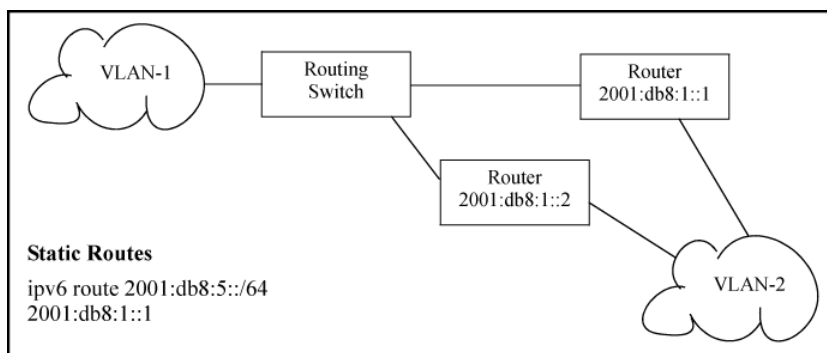 VLAN-1
Routing
Switch
Router
2001:db8:1::1
Router
2001:db8:1::2
Static Routes
ipv6 route 2001:db8:5::/64
2001:db8:1::1
VLAN-2